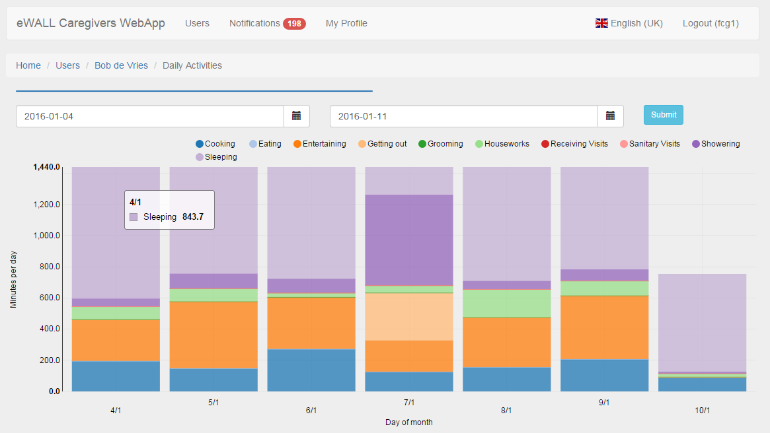 eWALL Caregivers WebApp Users Notifications 198 My Profile English (UK) Logout (fcg1)
Home / Users / Bob de Vries / Daily Activities
2016-01-04 2016-01-11 Submit
Cooking Eating Entertaining Getting out Grooming Houseworks Receiving Visits Sanitary Visits Showering
Sleeping
1,440.0
1,200.0
1,000.0
800.0
600.0
400.0
200.0
0.0
Minutes per day
4/1
Sleeping 843.7
4/1 5/1 6/1 7/1 8/1 9/1 10/1
Day of month